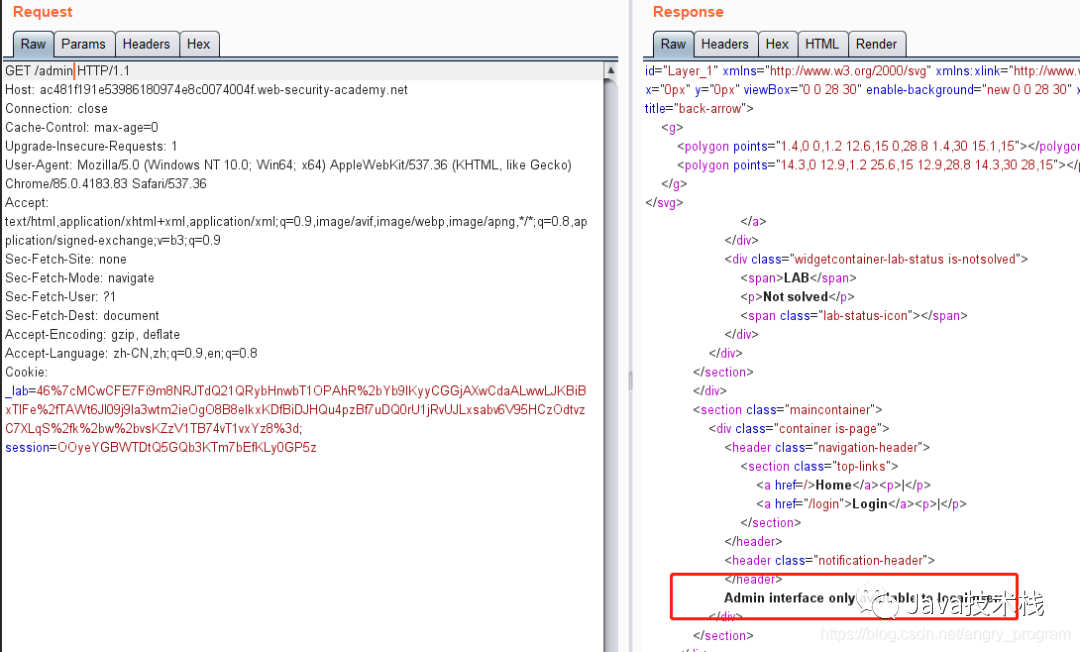 Request
Raw Params Headers Hex
GET /admin HTTP/1.1
Host: ac481f191e53986180974e8c0074004f.web-security-academy.net
Connection: close
Cache-Control: max-age=0
Upgrade-Insecure-Requests: 1
User-Agent: Mozilla/5.0 (Windows NT 10.0; Win64; x64) AppleWebKit/537.36 (KHTML, like Gecko)
Chrome/85.0.4183.83 Safari/537.36
Accept:
text/html,application/xhtml+xml,application/xml;q=0.9,image/avif,image/webp,image/apng,*/*;q=0.8,ap
plication/signed-exchange;v=b3;q=0.9
Sec-Fetch-Site: none
Sec-Fetch-Mode: navigate
Sec-Fetch-User: ?1
Sec-Fetch-Dest: document
Accept-Encoding: gzip, deflate
Accept-Language: zh-CN,zh;q=0.9,en;q=0.8
Cookie:
_lab=46%7cMCwCFE7Fi9m8NRJTdQ21QRybHnwbT1OPAhR%2bYb9IKyyCGGjAXwCdaALwwLJKBiB
xTlFe%2fTAWt6Jl09j9la3wtm2ieOgO8B8elkxKDfBiDJHQu4pzBf7uDQ0rU1jRvUJLxsabv6V95HCzOdtvz
C7XLqS%2fk%2bw%2bvsKZzV1TB74vT1vxYz8%3d;
session=OOyeYGBWTDtQ5GQb3KTm7bEfKLy0GP5z
Response
Raw Headers Hex HTML Render
id="Layer_1" xmlns="http://www.w3.org/2000/svg" xmlns:xlink="http://www.
x="0px" y="0px" viewBox="0 0 28 30" enable-background="new 0 0 28 30"
title="back-arrow">
<g>
<polygon points="1.4,0 0,1.2 12.6,15 0,28.8 1.4,30 15.1,15"></polygon
<polygon points="14.3,0 12.9,1.2 25.6,15 12.9,28.8 14.3,30 28,15"></
</g>
</svg>
</a>
</div>
<div class="widgetcontainer-lab-status is-notsolved">
<span>LAB</span>
<p>Not solved</p>
<span class="lab-status-icon"></span>
</div>
</div>
</section>
</div>
<section class="maincontainer">
<div class="container is-page">
<header class="navigation-header">
<section class="top-links">
<a href=/>Home</a><p>|</p>
<a href="/login">Login</a><p>|</p>
</section>
</header>
<header class="notification-header">
</header>
Admin interface only
Java技术栈
</div>
</section>
https://blog.csdn.net/angry_program